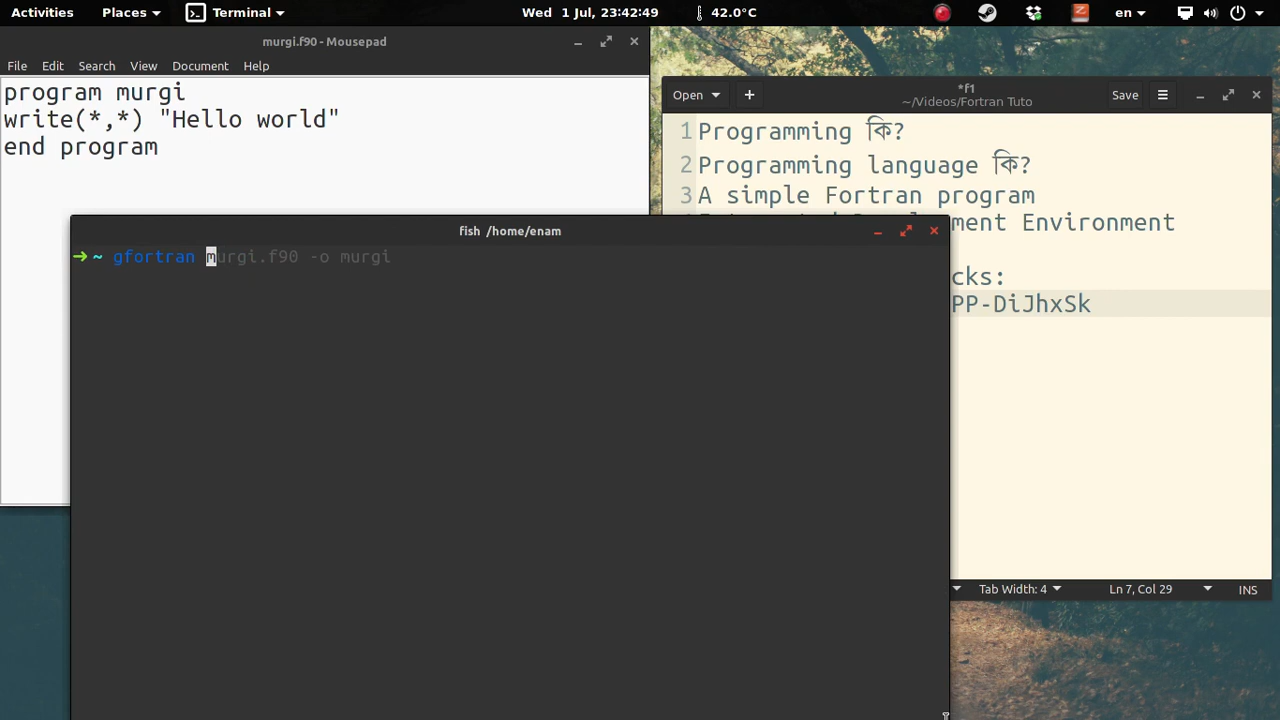 Activities Places Terminal Wed 1 Jul, 23:42:49 42.0°C en
murgi.f90 - Mousepad
File Edit Search View Document Help
program murgi
write(*,*) "Hello world"
end program
Open *f1 Save
~/Videos/Fortran Tuto
1 Programming কি?
2 Programming language কি?
3 A simple Fortran program
ment Environment
cks:
PP-DiJhxSk
Tab Width: 4 Ln 7, Col 29 INS
fish /home/enam
➜ ~ gfortran murgi.f90 -o murgi